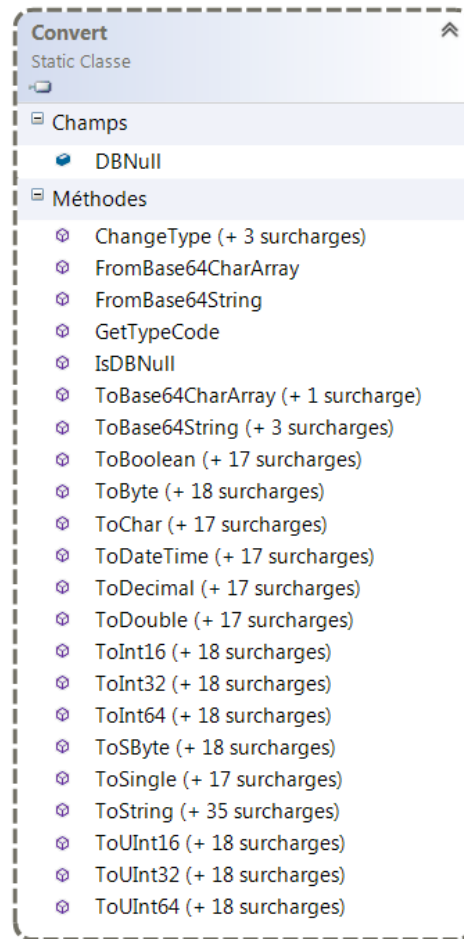 Convert
Static Classe
Champs
DBNull
Méthodes
ChangeType (+ 3 surcharges)
FromBase64CharArray
FromBase64String
GetTypeCode
IsDBNull
ToBase64CharArray (+ 1 surcharge)
ToBase64String (+ 3 surcharges)
ToBoolean (+ 17 surcharges)
ToByte (+ 18 surcharges)
ToChar (+ 17 surcharges)
ToDateTime (+ 17 surcharges)
ToDecimal (+ 17 surcharges)
ToDouble (+ 17 surcharges)
ToInt16 (+ 18 surcharges)
ToInt32 (+ 18 surcharges)
ToInt64 (+ 18 surcharges)
ToSByte (+ 18 surcharges)
ToSingle (+ 17 surcharges)
ToString (+ 35 surcharges)
ToUInt16 (+ 18 surcharges)
ToUInt32 (+ 18 surcharges)
ToUInt64 (+ 18 surcharges)